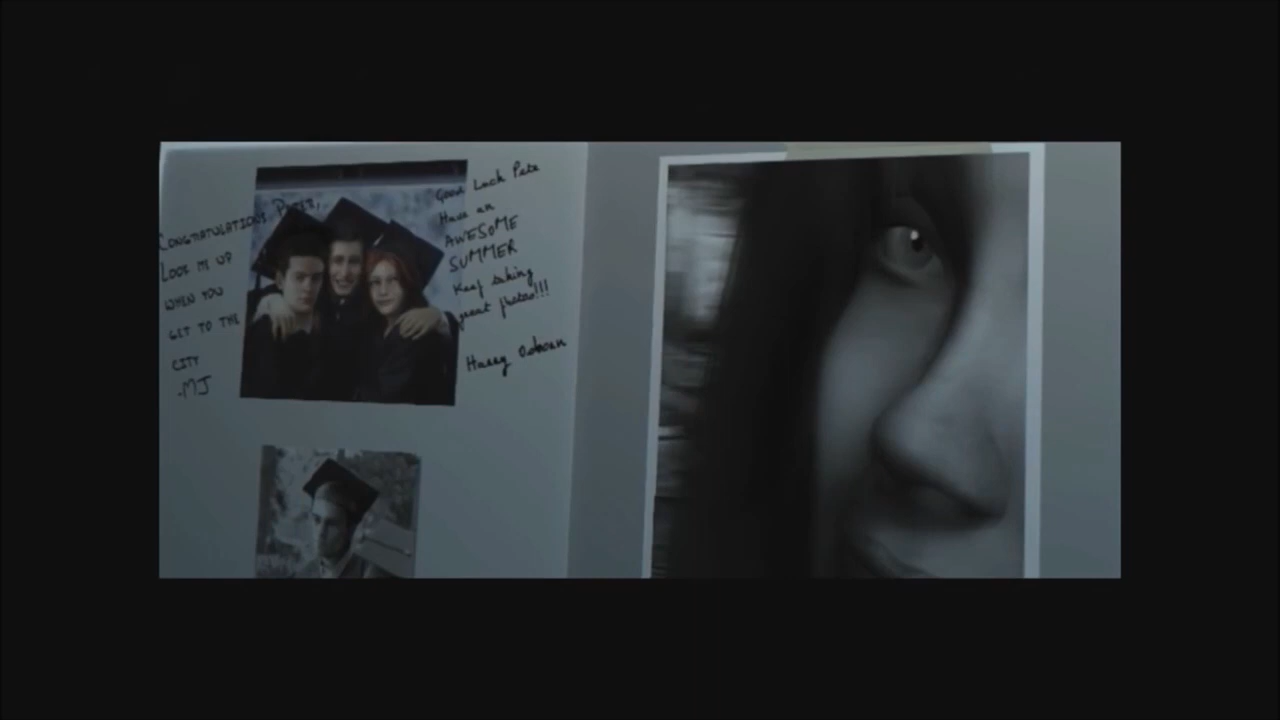 CONGRATULATIONS PETER,
LOOK ME UP
WHEN YOU
GET TO THE
CITY
.MJ
Good Luck Pete
Have an
AWESOME
SUMMER
Keep taking
great photos!!!
Harry Osborn